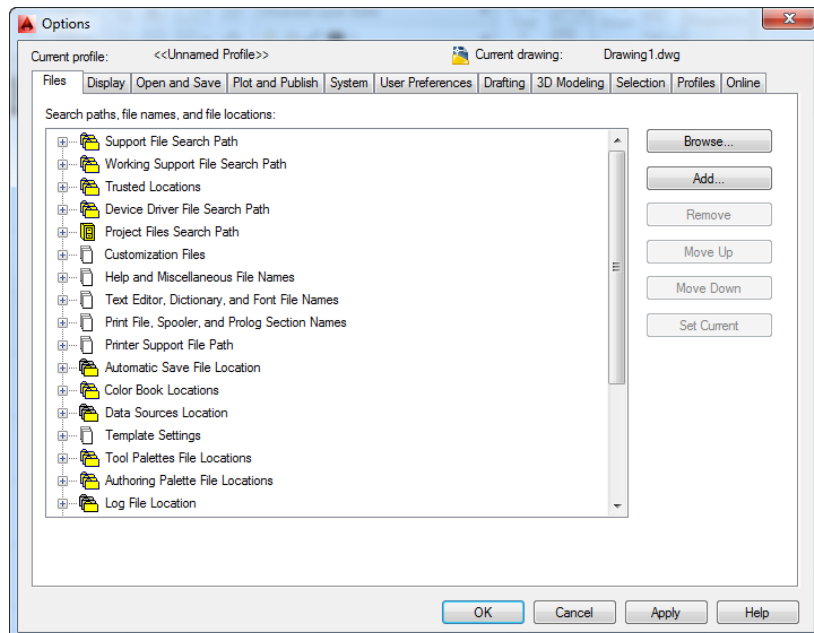 Options
Current profile: <<Unnamed Profile>> Current drawing: Drawing1.dwg
Files Display Open and Save Plot and Publish System User Preferences Drafting 3D Modeling Selection Profiles Online
Search paths, file names, and file locations:
Support File Search Path
Working Support File Search Path
Trusted Locations
Device Driver File Search Path
Project Files Search Path
Customization Files
Help and Miscellaneous File Names
Text Editor, Dictionary, and Font File Names
Print File, Spooler, and Prolog Section Names
Printer Support File Path
Automatic Save File Location
Color Book Locations
Data Sources Location
Template Settings
Tool Palettes File Locations
Authoring Palette File Locations
Log File Location
Browse...
Add...
Remove
Move Up
Move Down
Set Current
OK Cancel Apply Help